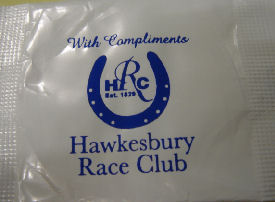 With Compliments
HRC
Est. 1829
Hawkesbury
Race Club